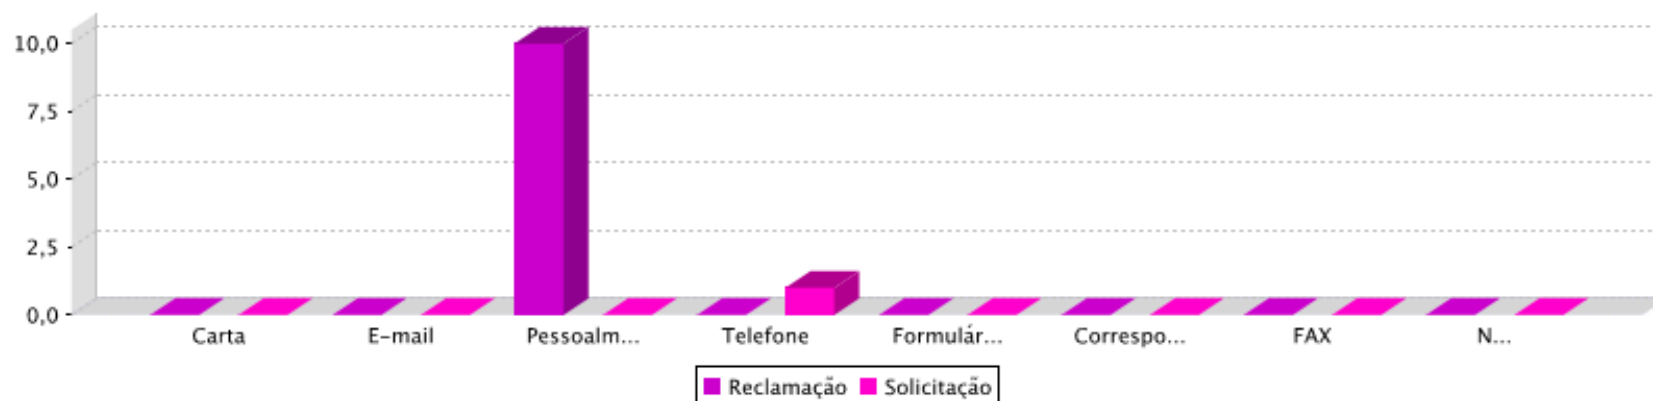 10,0
7,5
5,0
2,5
0,0
Carta E-mail Pessoalm... Telefone Formulár... Correspo... FAX N...
Reclamação Solicitação